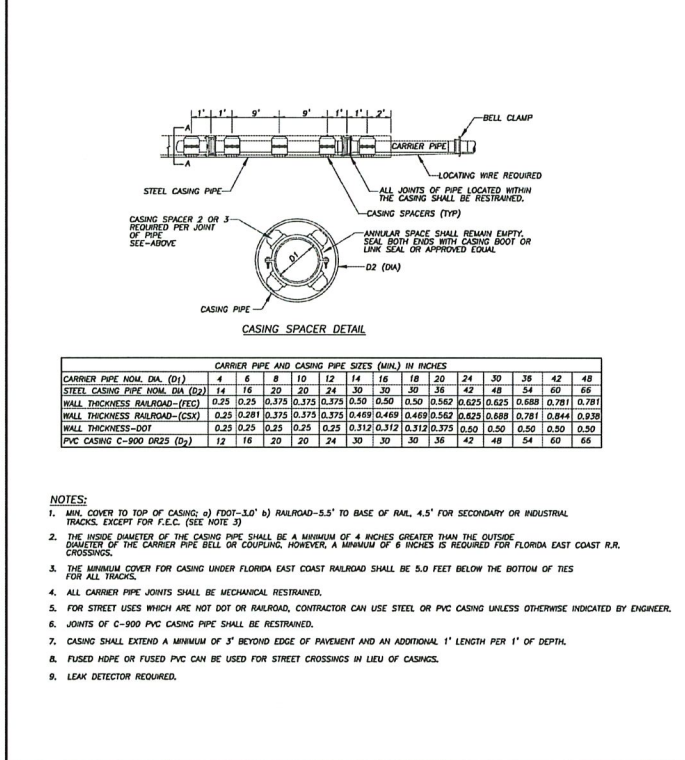 1' 1' 9' 9' 1' 1' 2'
BELL CLAMP
A
CARRIER PIPE
A
LOCATING WIRE REQUIRED
STEEL CASING PIPE
ALL JOINTS OF PIPE LOCATED WITHIN
THE CASING SHALL BE RESTRAINED.
CASING SPACERS (TYP)
CASING SPACER 2 OR 3
REQUIRED PER JOINT
OF PIPE
SEE-ABOVE
ANNULAR SPACE SHALL REMAIN EMPTY.
SEAL BOTH ENDS WITH CASING BOOT OR
LINK SEAL OR APPROVED EQUAL
D1
D2 (DIA)
CASING PIPE
CASING SPACER DETAIL
CARRIER PIPE AND CASING PIPE SIZES (MIN.) IN INCHES
CARRIER PIPE NOM. DIA. (D1) 4 6 8 10 12 14 16 18 20 24 30 36 42 48
STEEL CASING PIPE NOM. DIA (D2) 14 16 20 20 24 30 30 30 36 42 48 54 60 66
WALL THICKNESS RAILROAD-(FEC) 0.25 0.25 0.375 0.375 0.375 0.50 0.50 0.50 0.562 0.625 0.625 0.688 0.781 0.781
WALL THICKNESS RAILROAD-(CSX) 0.25 0.281 0.375 0.375 0.375 0.469 0.469 0.469 0.562 0.625 0.688 0.781 0.844 0.938
WALL THICKNESS-DOT 0.25 0.25 0.25 0.25 0.25 0.312 0.312 0.312 0.375 0.50 0.50 0.50 0.50 0.50
PVC CASING C-900 DR25 (D2) 12 16 20 20 24 30 30 30 36 42 48 54 60 66
NOTES:
1. MIN. COVER TO TOP OF CASING; a) FDOT-3.0' b) RAILROAD-5.5' TO BASE OF RAIL, 4.5' FOR SECONDARY OR INDUSTRIAL
TRACKS. EXCEPT FOR F.E.C. (SEE NOTE 3)
2. THE INSIDE DIAMETER OF THE CASING PIPE SHALL BE A MINIMUM OF 4 INCHES GREATER THAN THE OUTSIDE
DIAMETER OF THE CARRIER PIPE BELL OR COUPLING, HOWEVER, A MINIMUM OF 6 INCHES IS REQUIRED FOR FLORIDA EAST COAST R.R.
CROSSINGS.
3. THE MINIMUM COVER FOR CASING UNDER FLORIDA EAST COAST RAILROAD SHALL BE 5.0 FEET BELOW THE BOTTOM OF TIES
FOR ALL TRACKS.
4. ALL CARRIER PIPE JOINTS SHALL BE MECHANICAL RESTRAINED.
5. FOR STREET USES WHICH ARE NOT DOT OR RAILROAD, CONTRACTOR CAN USE STEEL OR PVC CASING UNLESS OTHERWISE INDICATED BY ENGINEER.
6. JOINTS OF C-900 PVC CASING PIPE SHALL BE RESTRAINED.
7. CASING SHALL EXTEND A MINIMUM OF 3' BEYOND EDGE OF PAVEMENT AND AN ADDITIONAL 1' LENGTH PER 1' OF DEPTH.
8. FUSED HDPE OR FUSED PVC CAN BE USED FOR STREET CROSSINGS IN LIEU OF CASINGS.
9. LEAK DETECTOR REQUIRED.